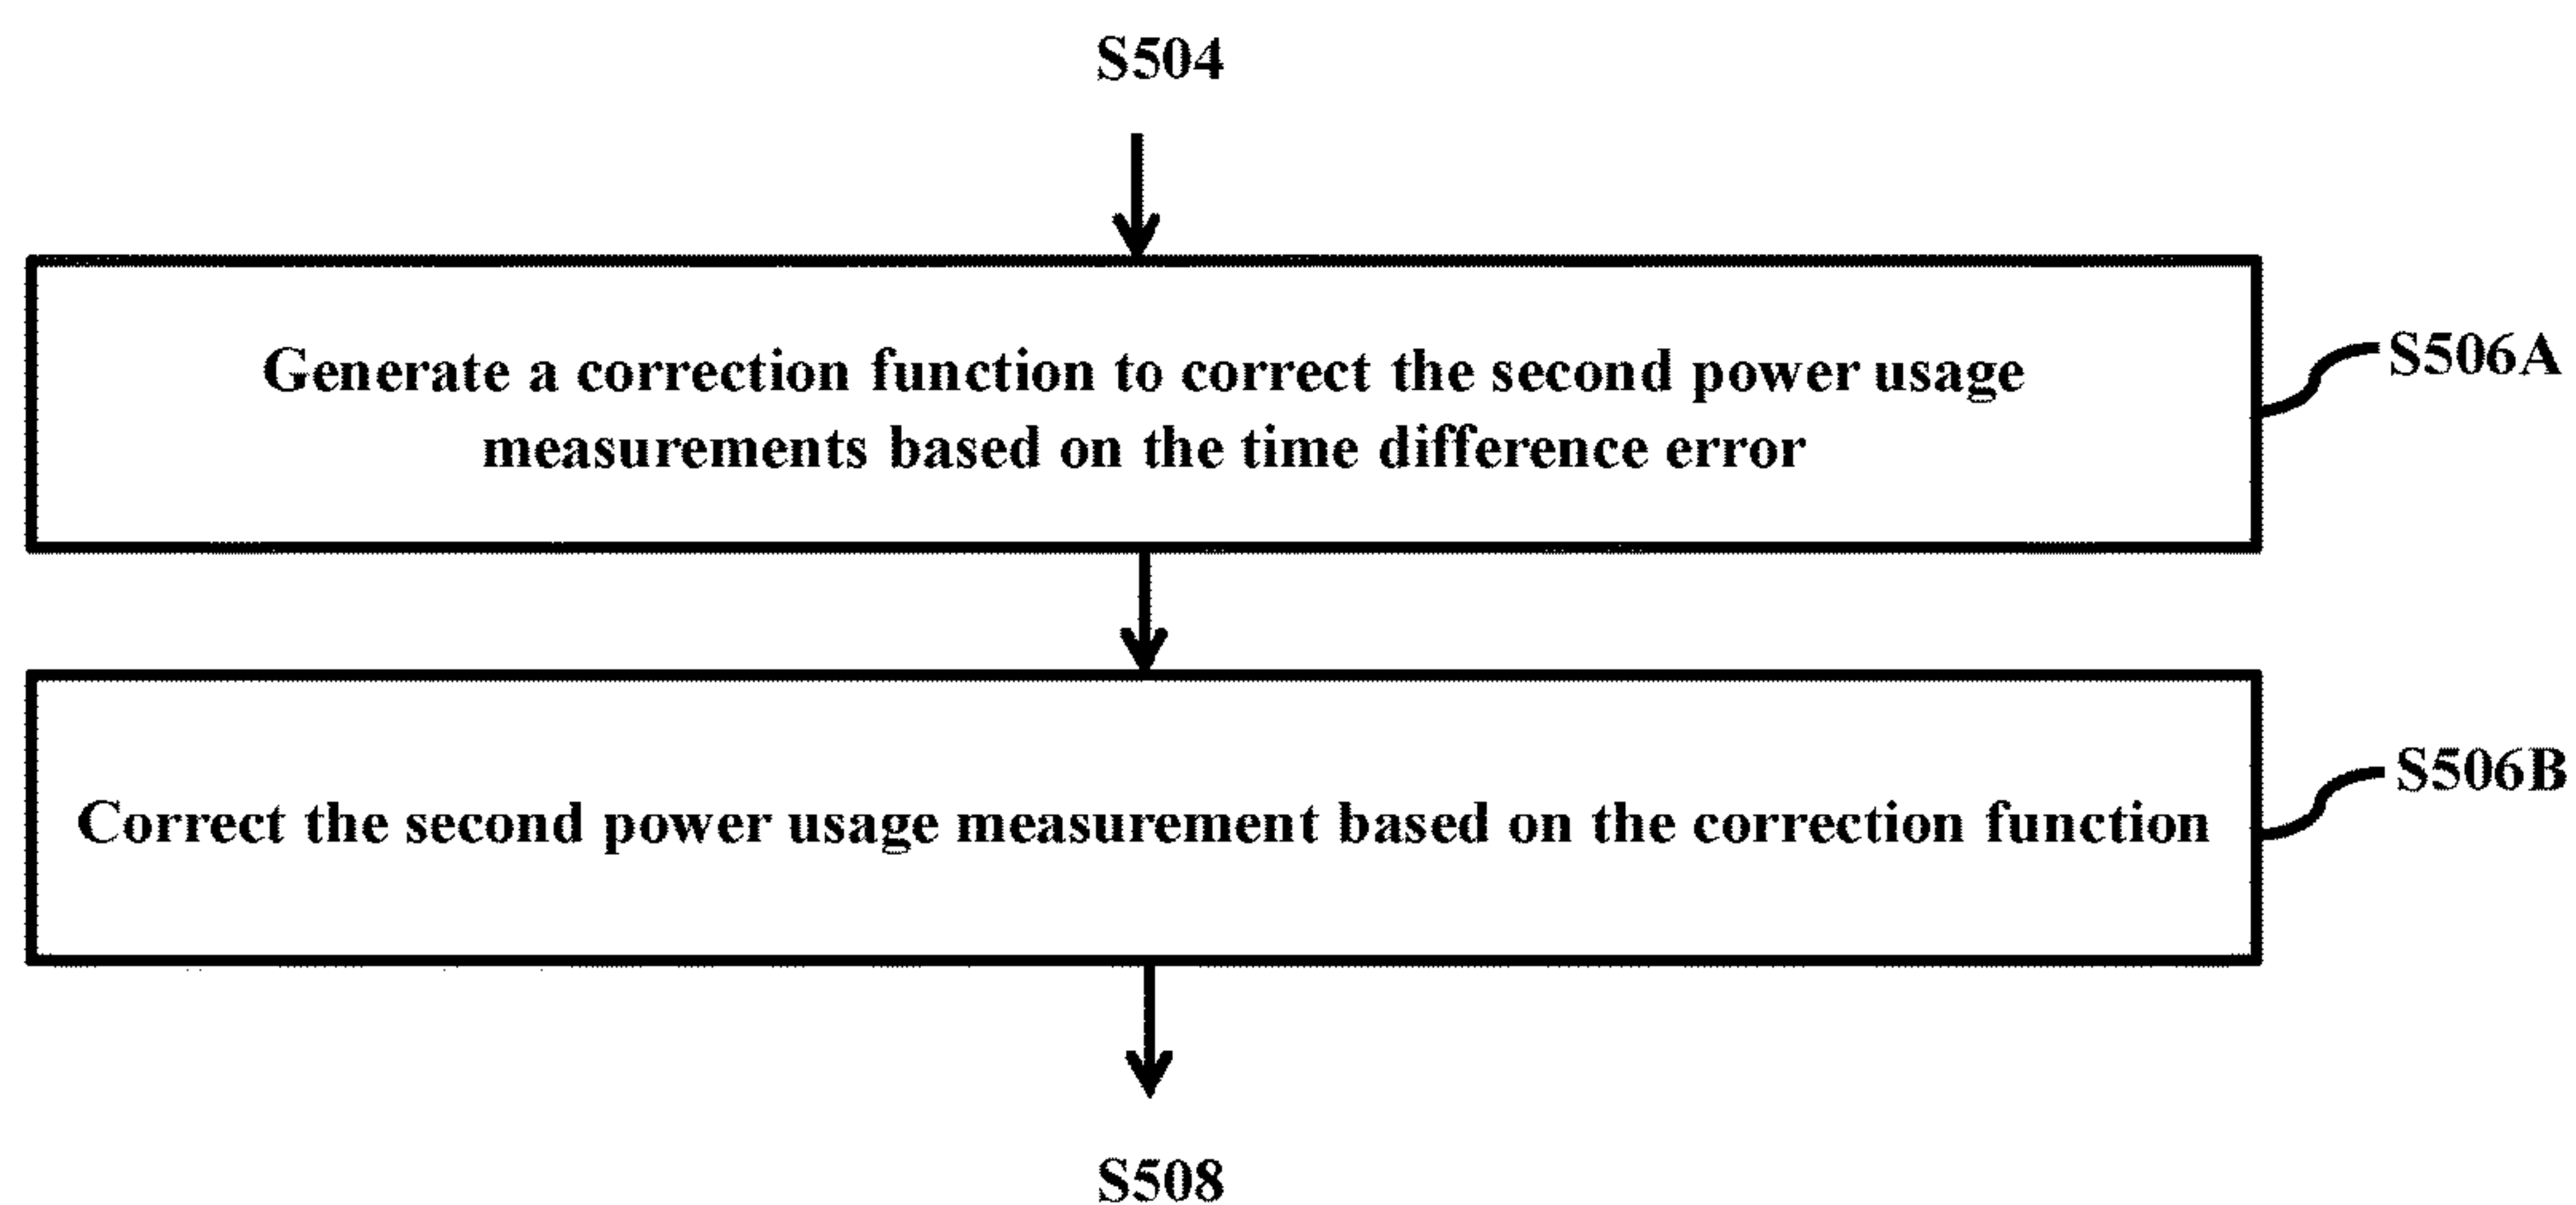 S504
Generate a correction function to correct the second power usage
measurements based on the time difference error
S506A
Correct the second power usage measurement based on the correction function
S506B
S508